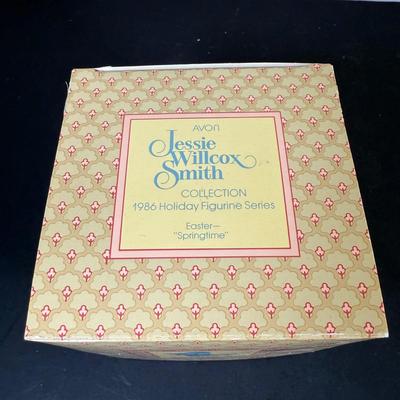 AVON
Jessie
Willcox
Smith
COLLECTION
1986 Holiday Figurine Series
Easter—
"Springtime"